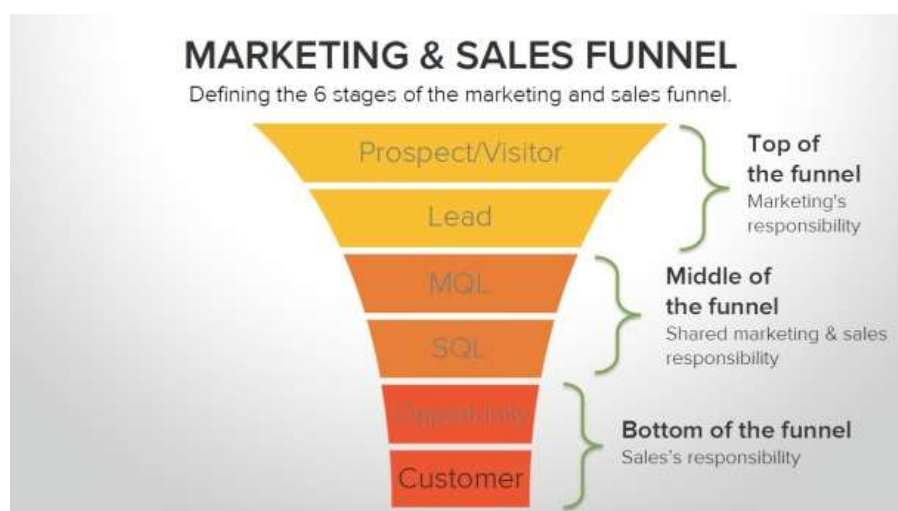 MARKETING & SALES FUNNEL
Defining the 6 stages of the marketing and sales funnel.
Prospect/Visitor
Lead
Top of
the funnel
Marketing's
responsibility
MQL
SQL
Middle of
the funnel
Shared marketing & sales
responsibility
Opportunity
Customer
Bottom of the funnel
Sales's responsibility